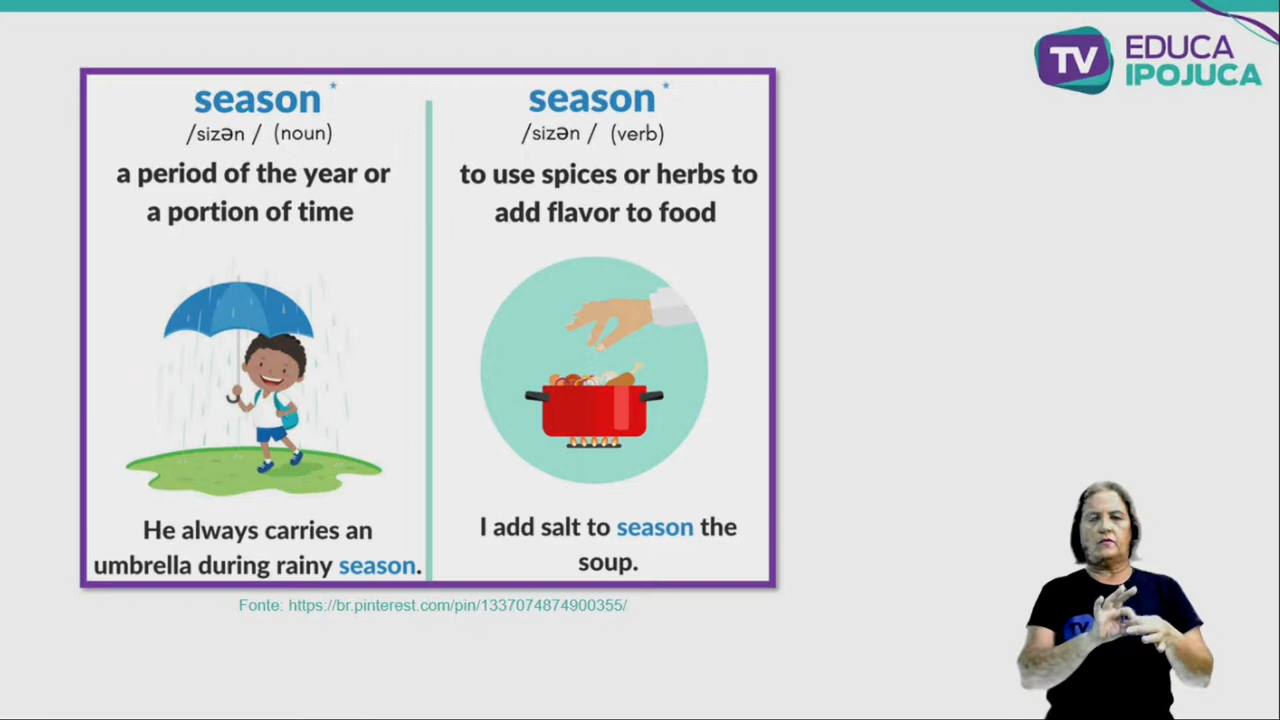 TV EDUCA
IPOJUCA
season*
/sizən / (noun)
a period of the year or
a portion of time
He always carries an
umbrella during rainy season.
season*
/sizən / (verb)
to use spices or herbs to
add flavor to food
I add salt to season the
soup.
Fonte: https://br.pinterest.com/pin/1337074874900355/
TV